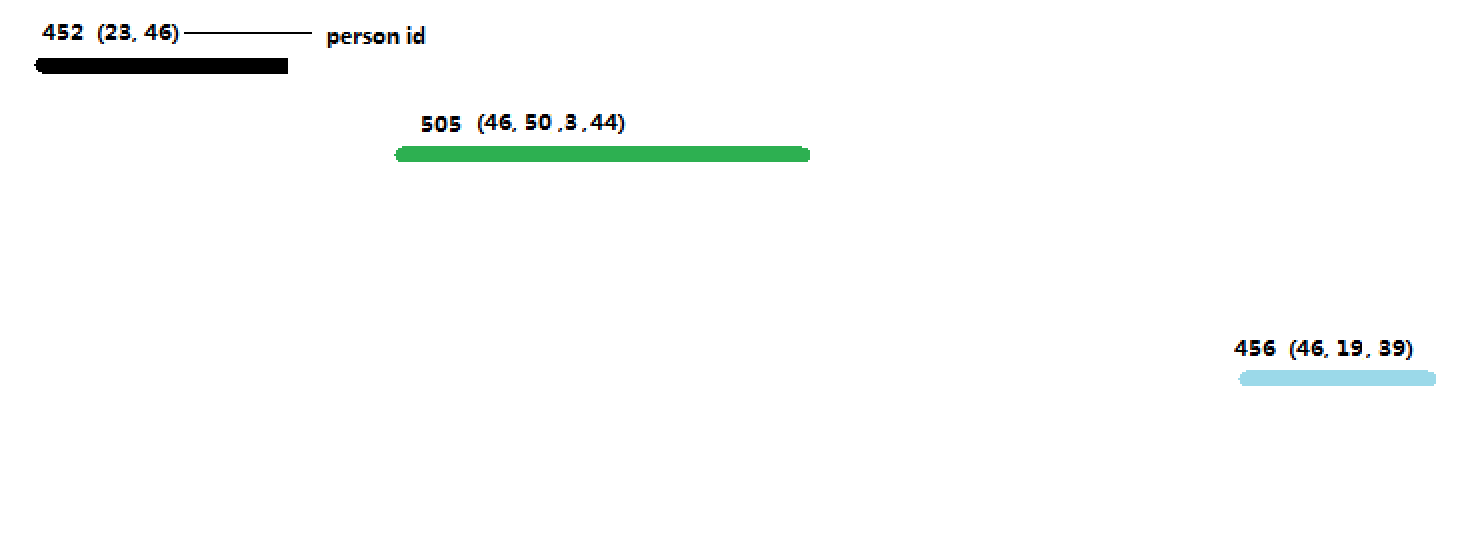 452 (23, 46) person id
505 (46, 50 ,3 ,44)
456 (46, 19, 39)